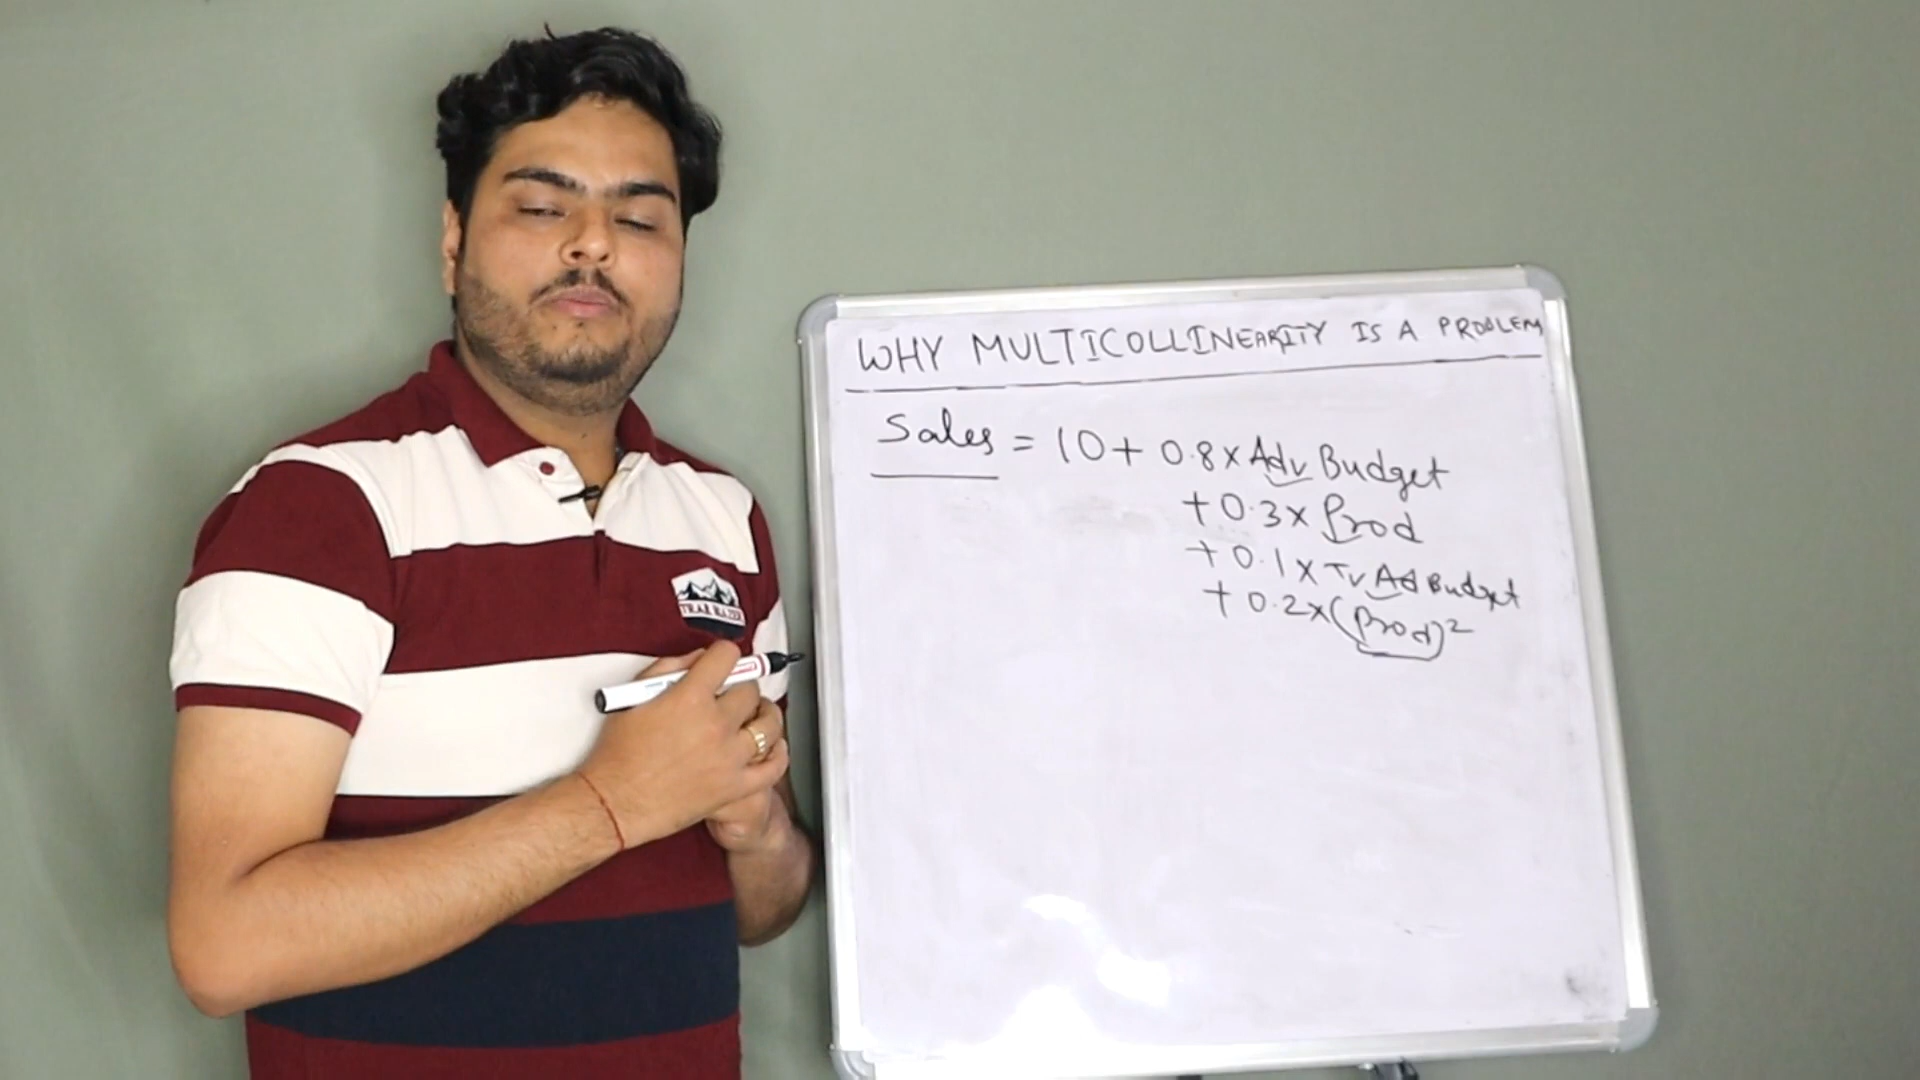 WHY MULTICOLLINEARITY IS A PROBLEM
Sales = 10 + 0.8 x Adv Budget
+ 0.3 x Prod
+ 0.1 x TV Ad Budget
+ 0.2 x (Prod)²